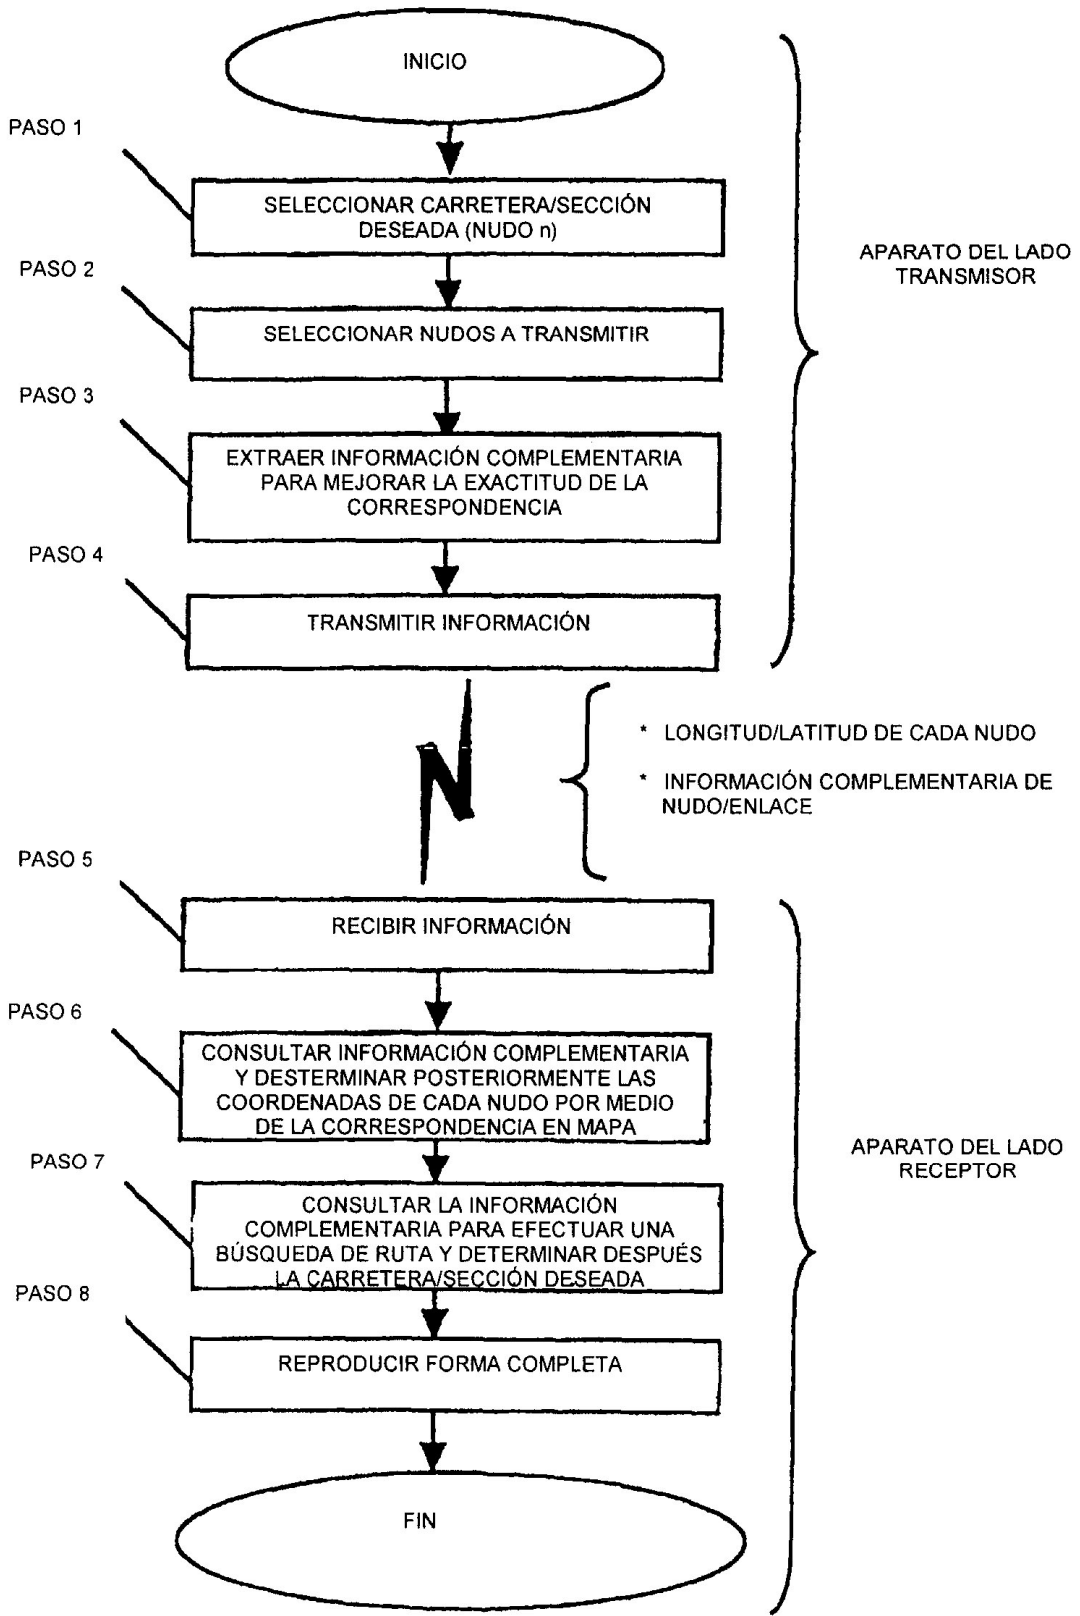 INICIO
PASO 1
SELECCIONAR CARRETERA/SECCIÓN
DESEADA (NUDO n)
APARATO DEL LADO
TRANSMISOR
PASO 2
SELECCIONAR NUDOS A TRANSMITIR
PASO 3
EXTRAER INFORMACIÓN COMPLEMENTARIA
PARA MEJORAR LA EXACTITUD DE LA
CORRESPONDENCIA
PASO 4
TRANSMITIR INFORMACIÓN
* LONGITUD/LATITUD DE CADA NUDO
* INFORMACIÓN COMPLEMENTARIA DE
NUDO/ENLACE
PASO 5
RECIBIR INFORMACIÓN
PASO 6
CONSULTAR INFORMACIÓN COMPLEMENTARIA
Y DESTERMINAR POSTERIORMENTE LAS
COORDENADAS DE CADA NUDO POR MEDIO
DE LA CORRESPONDENCIA EN MAPA
APARATO DEL LADO
RECEPTOR
PASO 7
CONSULTAR LA INFORMACIÓN
COMPLEMENTARIA PARA EFECTUAR UNA
BÚSQUEDA DE RUTA Y DETERMINAR DESPUÉS
LA CARRETERA/SECCIÓN DESEADA
PASO 8
REPRODUCIR FORMA COMPLETA
FIN